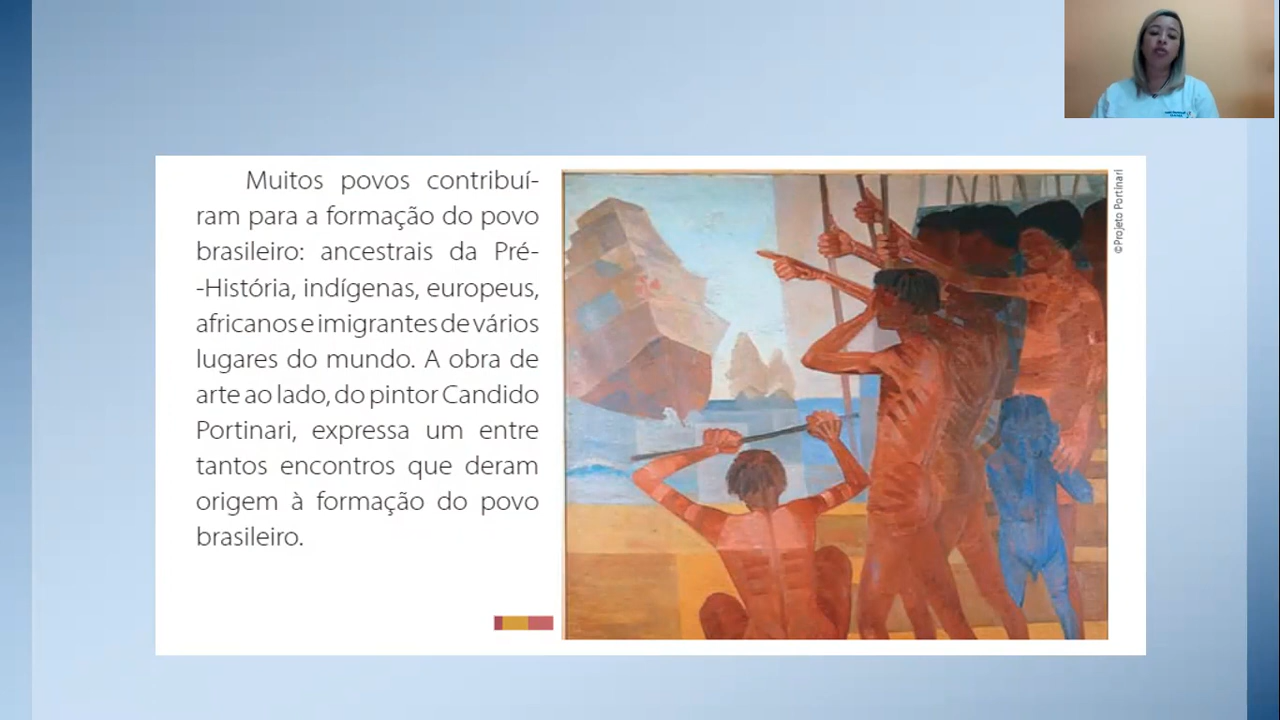 Muitos povos contribuí-
ram para a formação do povo
brasileiro: ancestrais da Pré-
-História, indígenas, europeus,
africanos e imigrantes de vários
lugares do mundo. A obra de
arte ao lado, do pintor Candido
Portinari, expressa um entre
tantos encontros que deram
origem à formação do povo
brasileiro.
©Projeto Portinari